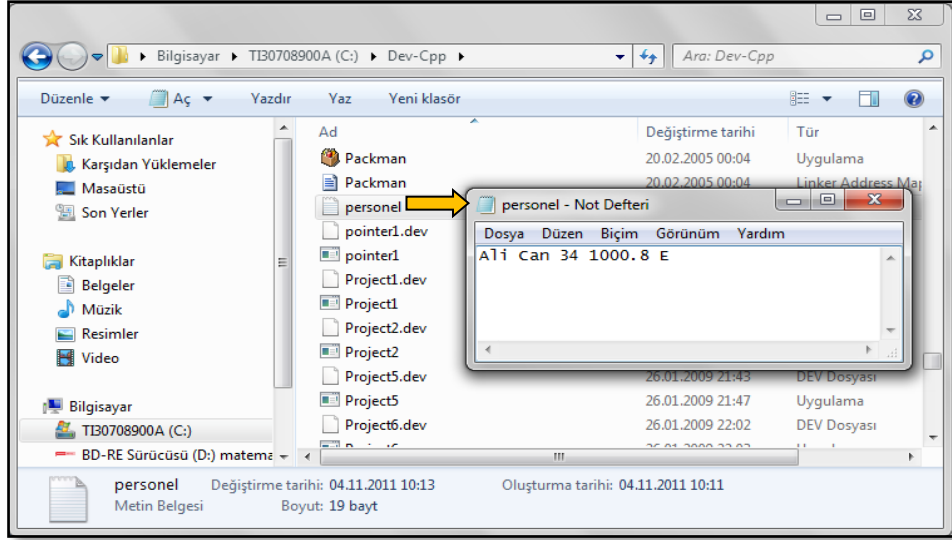 Bilgisayar TI30708900A (C:) Dev-Cpp
Ara: Dev-Cpp
Düzenle Aç Yazdır Yaz Yeni klasör
Sık Kullanılanlar
Karşıdan Yüklemeler
Masaüstü
Son Yerler
Kitaplıklar
Belgeler
Müzik
Resimler
Video
Bilgisayar
TI30708900A (C:)
BD-RE Sürücüsü (D:) matema
Ad Değiştirme tarihi Tür
Packman 20.02.2005 00:04 Uygulama
Packman 20.02.2005 00:04 Linker Address Map
personel
pointer1.dev
pointer1
Project1.dev
Project1
Project2.dev
Project2
Project5.dev 26.01.2009 21:43 DEV Dosyası
Project5 26.01.2009 21:47 Uygulama
Project6.dev 26.01.2009 22:02 DEV Dosyası
personel - Not Defteri
Dosya Düzen Biçim Görünüm Yardım
Ali Can 34 1000.8 E
personel Değiştirme tarihi: 04.11.2011 10:13 Oluşturma tarihi: 04.11.2011 10:11
Metin Belgesi Boyut: 19 bayt